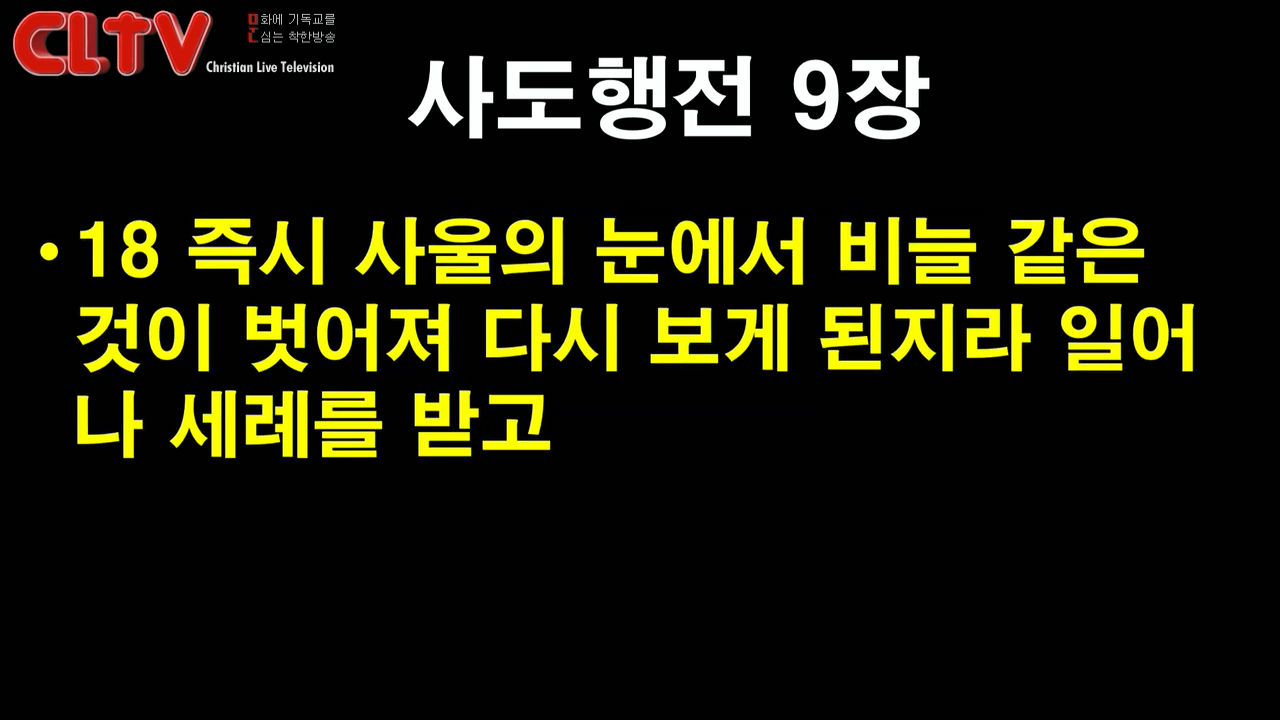 CLTV
문화에 기독교를
심는 착한방송
Christian Live Television
사도행전 9장
• 18 즉시 사울의 눈에서 비늘 같은
것이 벗어져 다시 보게 된지라 일어
나 세례를 받고